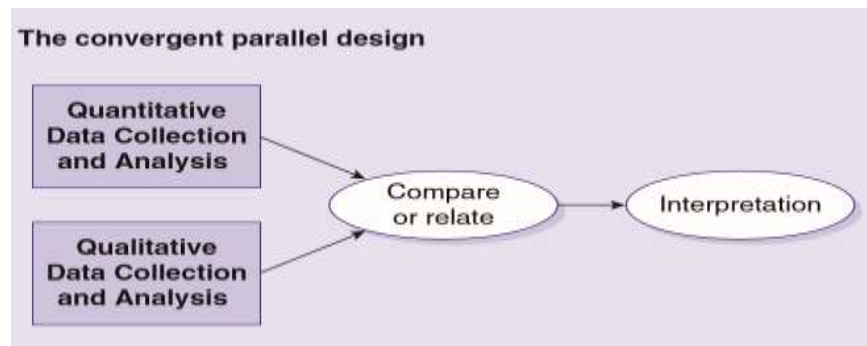 The convergent parallel design
Quantitative
Data Collection
and Analysis
Compare
or relate
Interpretation
Qualitative
Data Collection
and Analysis